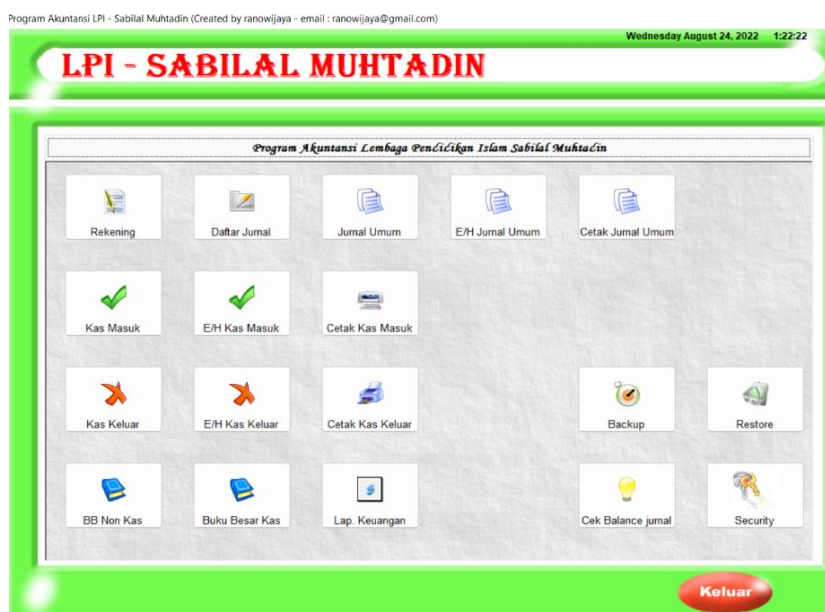 Program Akuntansi LPI - Sabilal Muhtadin (Created by ranowijaya - email : ranowijaya@gmail.com)
Wednesday August 24, 2022 1:22:22
LPI - SABILAL MUHTADIN
Program Akuntansi Lembaga Pendidikan Islam Sabilal Muhtadin
Rekening Daftar Jurnal Jurnal Umum E/H Jurnal Umum Cetak Jurnal Umum
Kas Masuk E/H Kas Masuk Cetak Kas Masuk
Kas Keluar E/H Kas Keluar Cetak Kas Keluar Backup Restore
BB Non Kas Buku Besar Kas Lap. Keuangan Cek Balance jurnal Security
Keluar